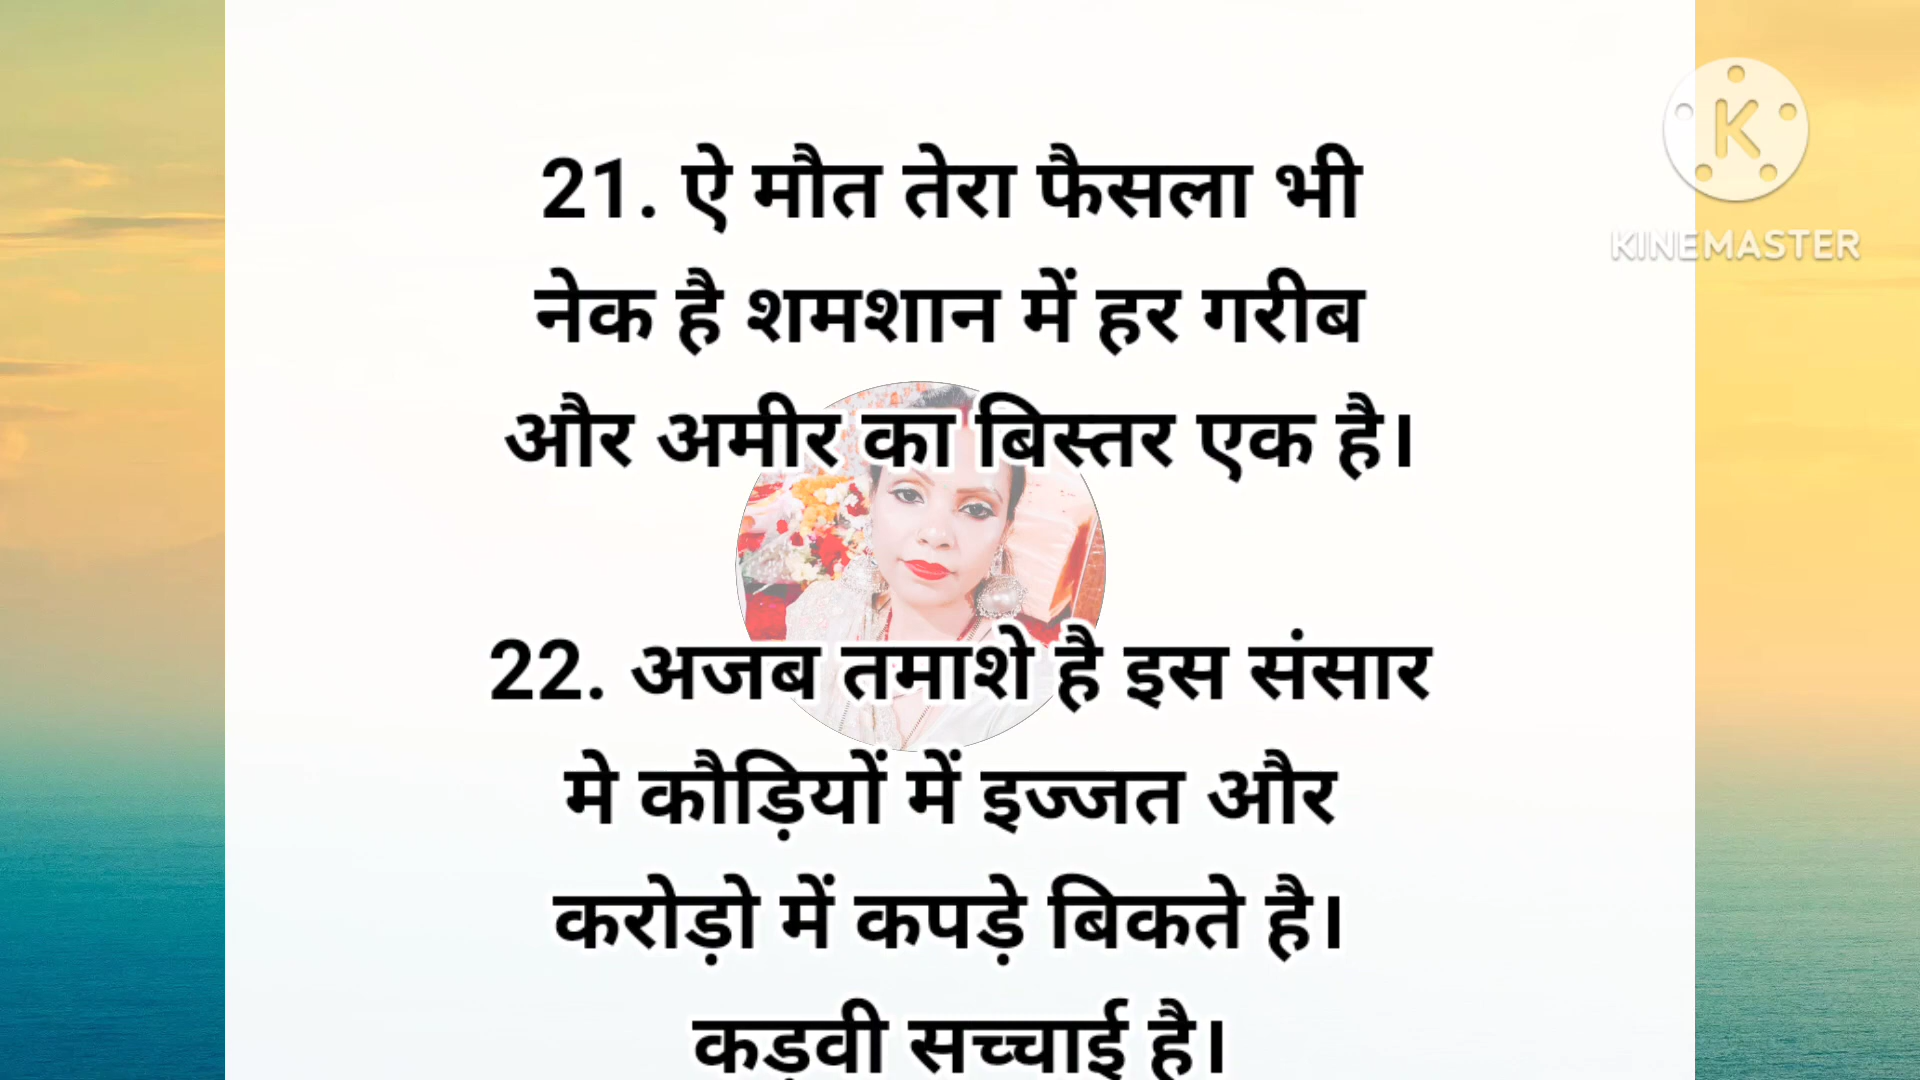 21. ऐ मौत तेरा फैसला भी
नेक है शमशान में हर गरीब
और अमीर का बिस्तर एक है।
22. अजब तमाशे है इस संसार
मे कौड़ियों में इज्जत और
करोड़ो में कपड़े बिकते है।
कड़वी सच्चाई है।
K
KINEMASTER